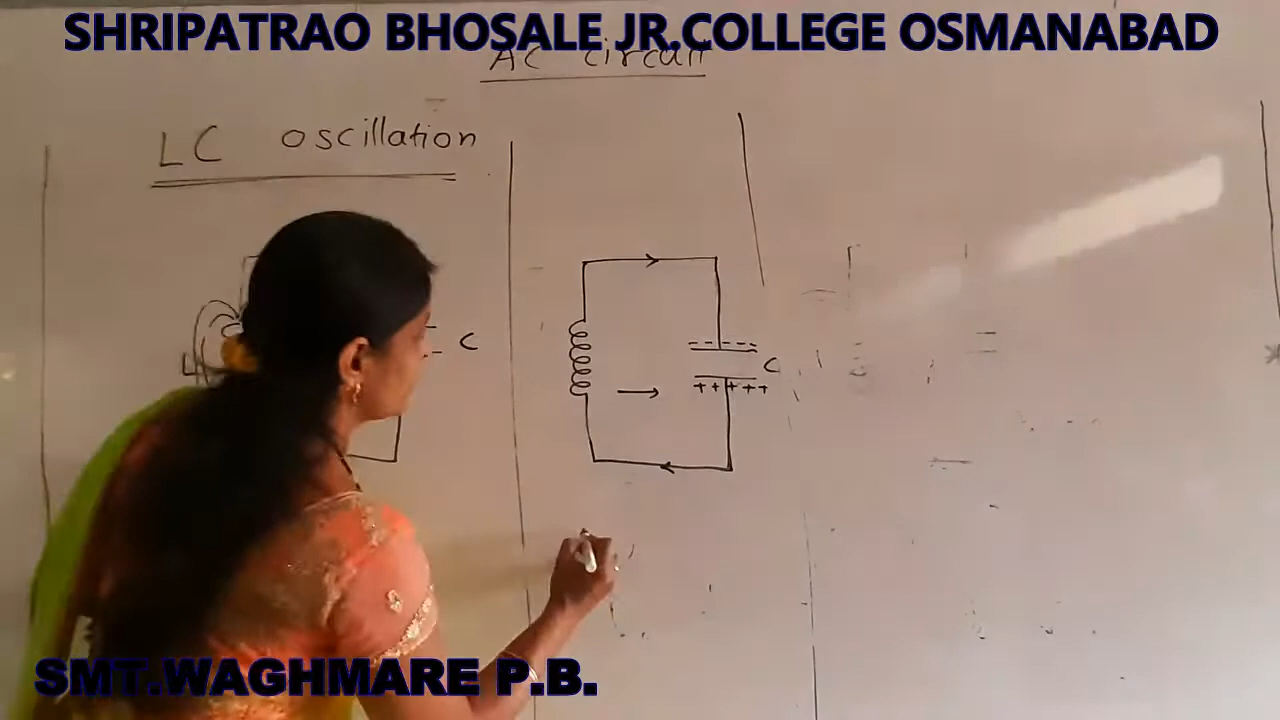 SHRIPATRAO BHOSALE JR.COLLEGE OSMANABAD
AC circuit
LC oscillation
L
C
- - - -
C
+ + + + +
SMT.WAGHMARE P.B.